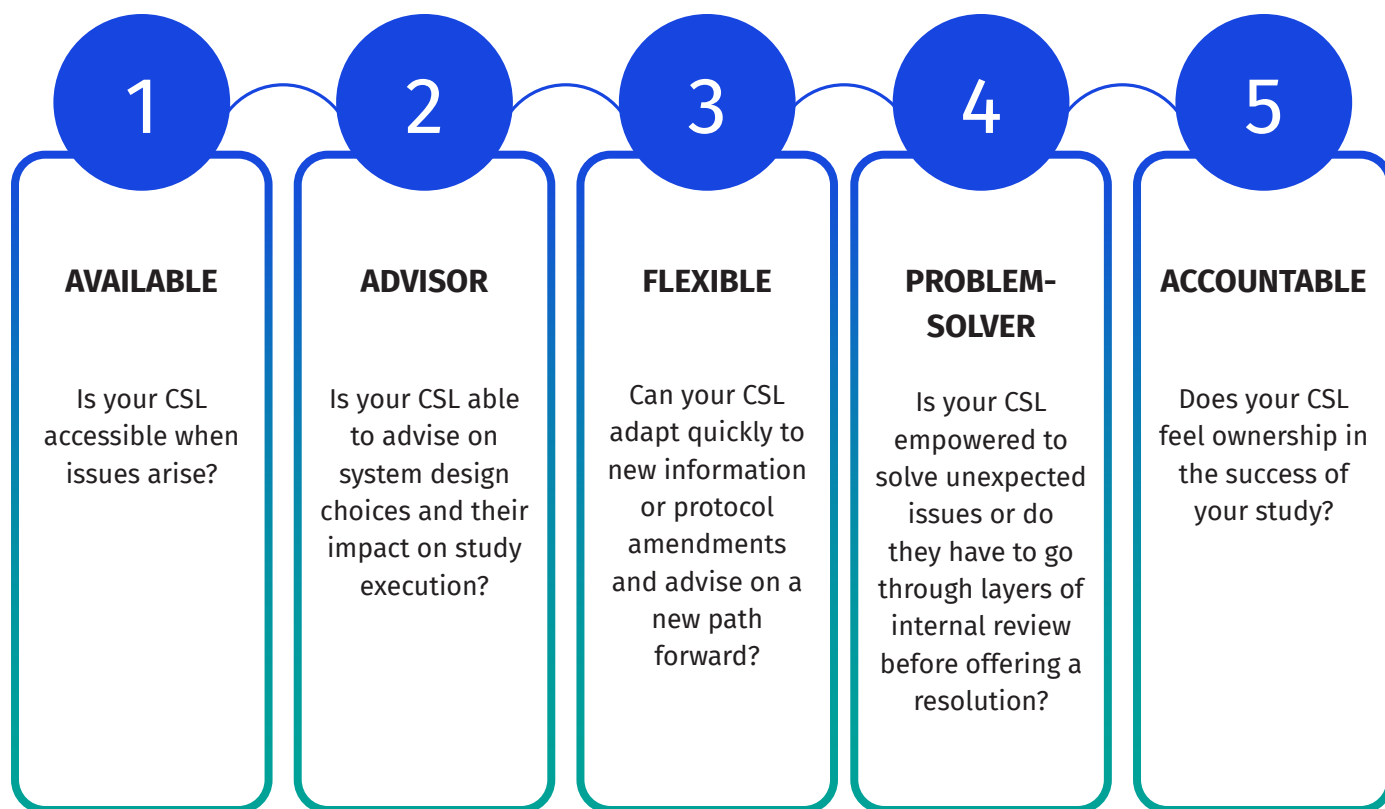 1
AVAILABLE
Is your CSL
accessible when
issues arise?
2
ADVISOR
Is your CSL able
to advise on
system design
choices and their
impact on study
execution?
3
FLEXIBLE
Can your CSL
adapt quickly to
new information
or protocol
amendments
and advise on a
new path
forward?
4
PROBLEM-
SOLVER
Is your CSL
empowered to
solve unexpected
issues or do
they have to go
through layers of
internal review
before offering a
resolution?
5
ACCOUNTABLE
Does your CSL
feel ownership in
the success of
your study?